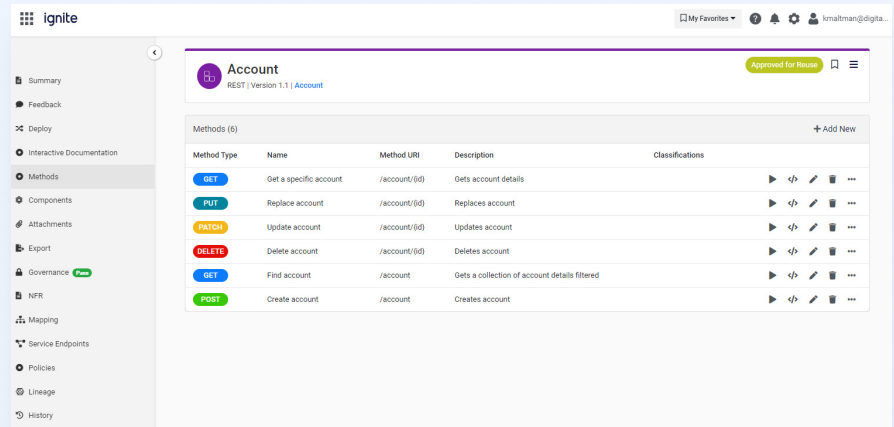 ignite
My Favorites
kmaltman@digita...
Summary
Feedback
Deploy
Interactive Documentation
Methods
Components
Attachments
Export
Governance Pass
NFR
Mapping
Service Endpoints
Policies
Lineage
History
Account
REST | Version 1.1 | Account
Approved for Reuse
Methods (6)
Add New
Method Type Name Method URI Description Classifications
GET Get a specific account /account/{id} Gets account details
PUT Replace account /account/{id} Replaces account
PATCH Update account /account/{id} Updates account
DELETE Delete account /account/{id} Deletes account
GET Find account /account Gets a collection of account details filtered
POST Create account /account Creates account